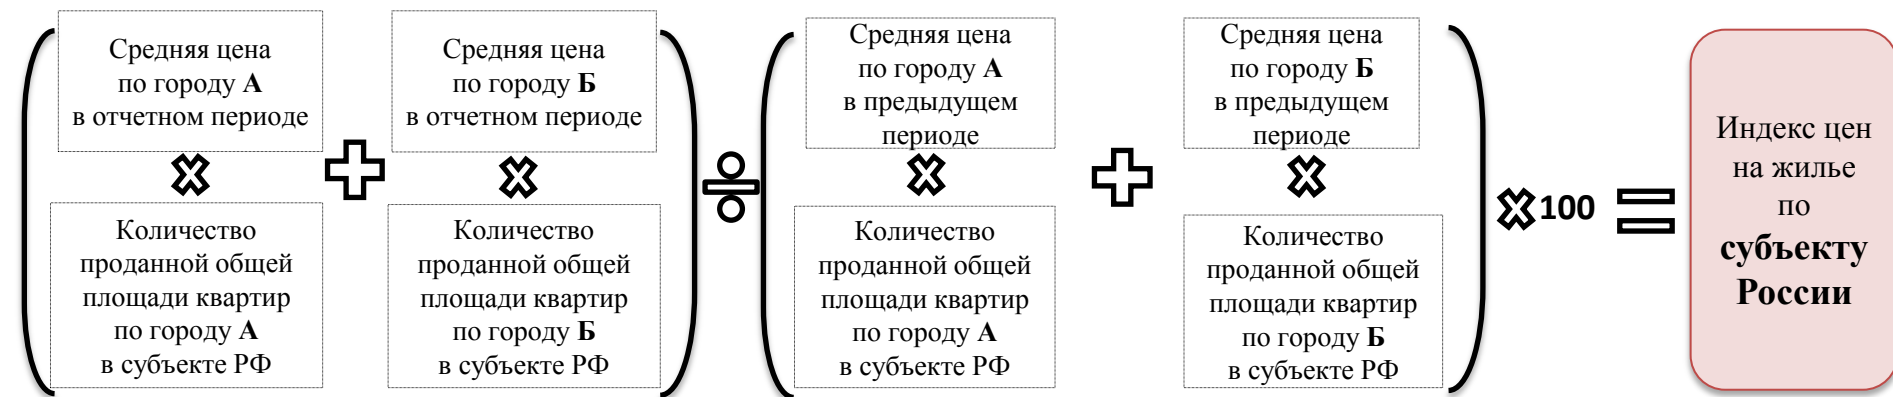 Средняя цена
по городу А
в отчетном периоде
Количество
проданной общей
площади квартир
по городу А
в субъекте РФ
Средняя цена
по городу Б
в отчетном периоде
Количество
проданной общей
площади квартир
по городу Б
в субъекте РФ
Средняя цена
по городу А
в предыдущем
периоде
Количество
проданной общей
площади квартир
по городу А
в субъекте РФ
Средняя цена
по городу Б
в предыдущем
периоде
Количество
проданной общей
площади квартир
по городу Б
в субъекте РФ
100
Индекс цен
на жилье
по
субъекту
России